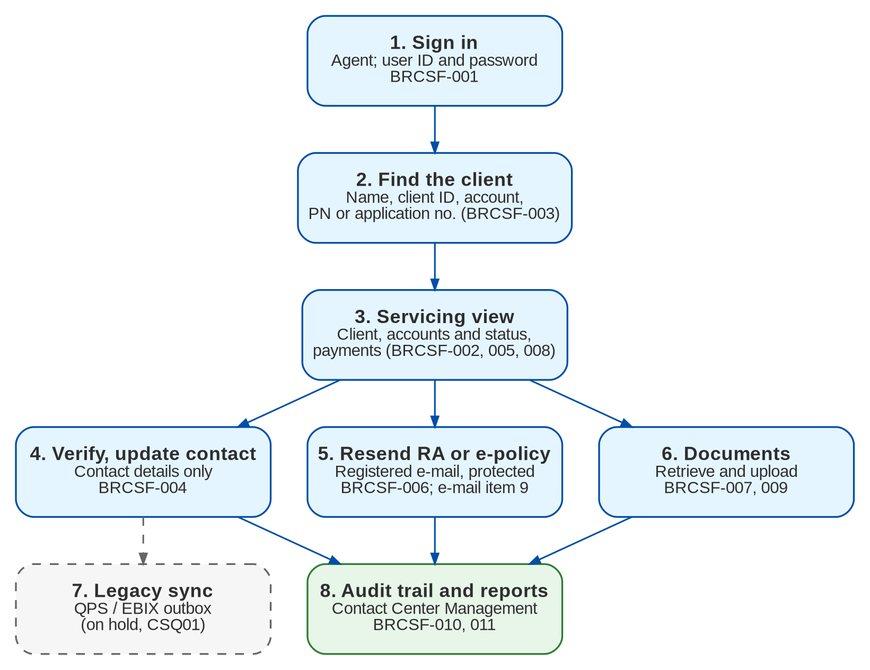 1. Sign in
Agent; user ID and password
BRCSF-001
2. Find the client
Name, client ID, account,
PN or application no. (BRCSF-003)
3. Servicing view
Client, accounts and status,
payments (BRCSF-002, 005, 008)
4. Verify, update contact
Contact details only
BRCSF-004
5. Resend RA or e-policy
Registered e-mail, protected
BRCSF-006; e-mail item 9
6. Documents
Retrieve and upload
BRCSF-007, 009
7. Legacy sync
QPS / EBIX outbox
(on hold, CSQ01)
8. Audit trail and reports
Contact Center Management
BRCSF-010, 011